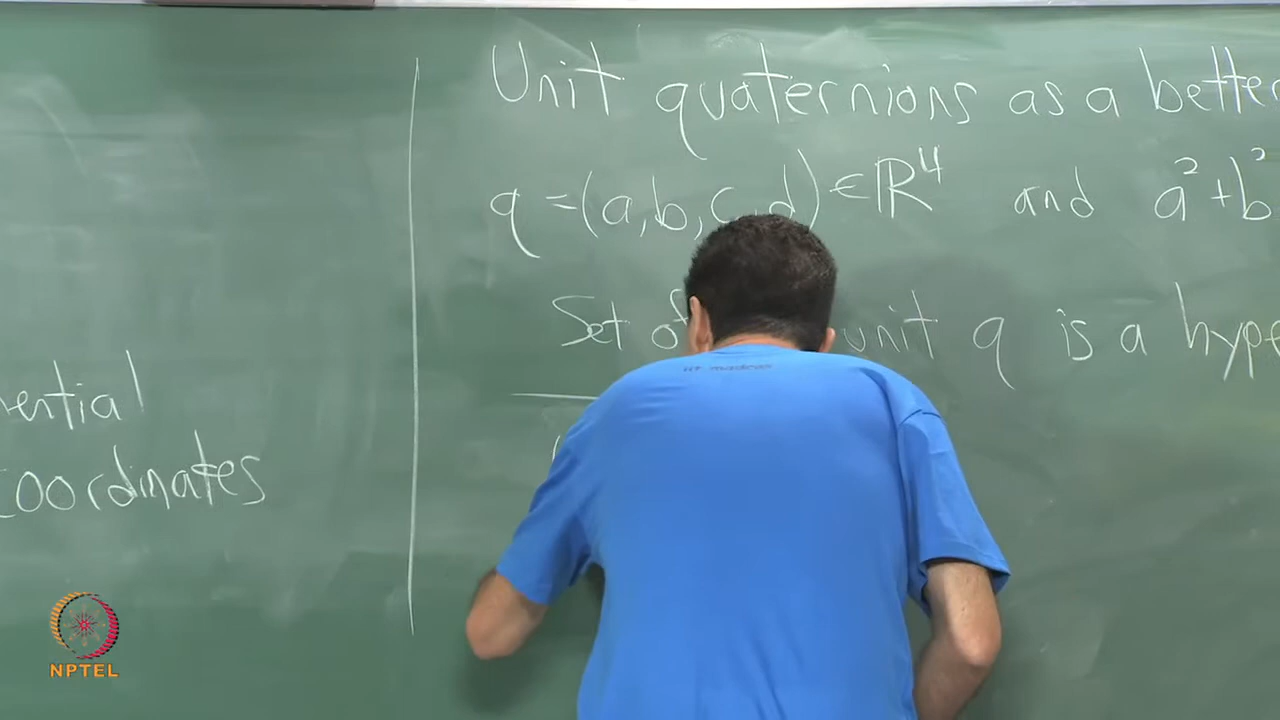 Unit quaternions as a better
q = (a, b, c, d) ∈ ℝ⁴ and a² + b²
Set of unit q is a hype
ential
coordinates
NPTEL